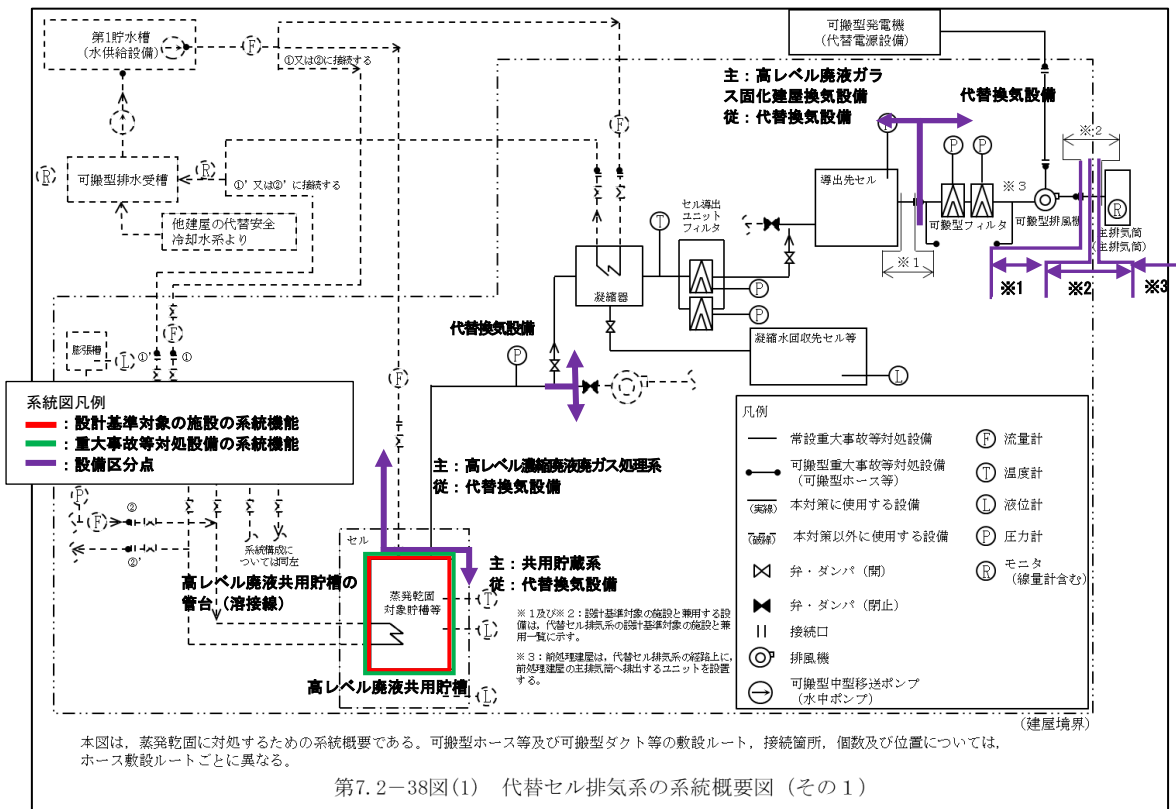 第1貯水槽
(水供給設備)
F
①又は②に接続する
可搬型発電機
(代替電源設備)
主:高レベル廃液ガラ
ス固化建屋換気設備
従:代替換気設備
代替換気設備
※2
F
R
可搬型排水受槽
R
①’又は②’に接続する
他建屋の代替安全
冷却水系より
導出先セル
P
P
※3
可搬型フィルタ
可搬型排風機
R
主排気筒
(主排気筒)
※1
※1
※2
※3
セル導出
ユニット
フィルタ
T
凝縮器
P
P
代替換気設備
P
凝縮水回収先セル等
L
膨張槽
L
①’
①
F
F
系統図凡例
:設計基準対象の施設の系統機能
:重大事故等対処設備の系統機能
:設備区分点
P
F
②
②’
系統構成に
ついては同左
主:高レベル濃縮廃液廃ガス処理系
従:代替換気設備
高レベル廃液共用貯槽の
管台(溶接線)
セル
蒸発乾固
対象貯槽等
T
L
L
主:共用貯蔵系
従:代替換気設備
高レベル廃液共用貯槽
※1及び※2:設計基準対象の施設と兼用する設
備は,代替セル排気系の設計基準対象の施設と兼
用一覧に示す。
※3:前処理建屋は,代替セル排気系の経路上に,
前処理建屋の主排気筒へ排出するユニットを設置
する。
凡例
常設重大事故等対処設備
可搬型重大事故等対処設備
(可搬型ホース等)
(実線)
本対策に使用する設備
(破線)
本対策以外に使用する設備
弁・ダンパ(開)
弁・ダンパ(閉止)
接続口
排風機
可搬型中型移送ポンプ
(水中ポンプ)
F 流量計
T 温度計
L 液位計
P 圧力計
R モニタ
(線量計含む)
(建屋境界)
本図は,蒸発乾固に対処するための系統概要である。可搬型ホース等及び可搬型ダクト等の敷設ルート,接続箇所,個数及び位置については,
ホース敷設ルートごとに異なる。
第7.2-38図(1) 代替セル排気系の系統概要図(その1)